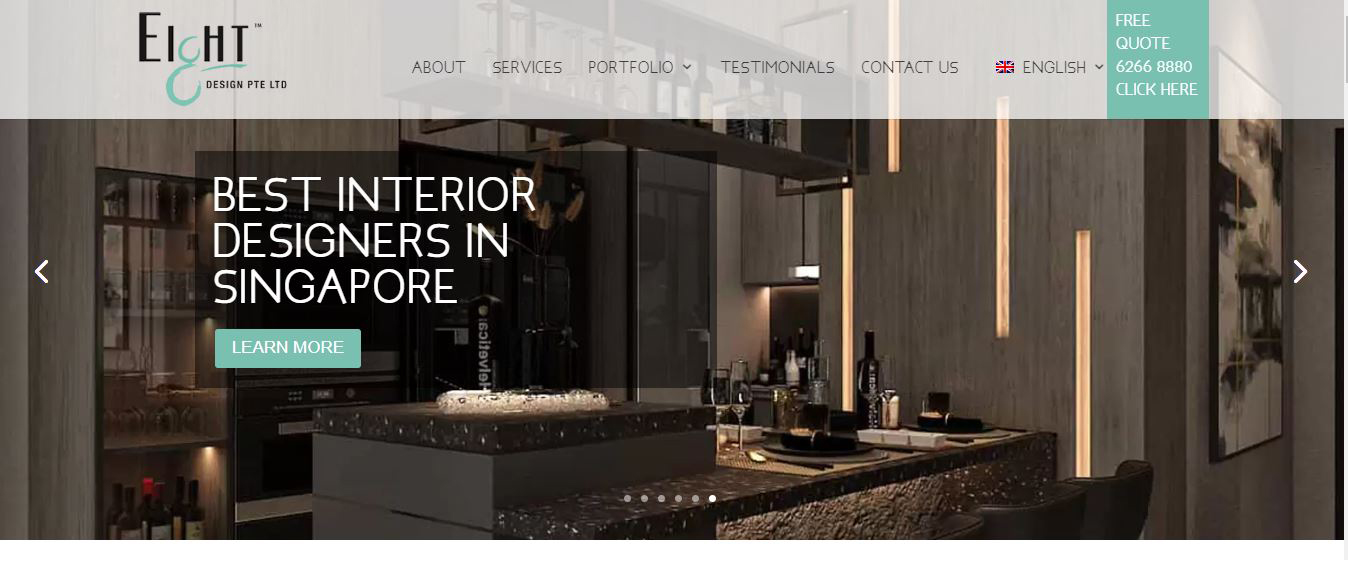 EIGHT™
DESIGN PTE LTD
ABOUT SERVICES PORTFOLIO TESTIMONIALS CONTACT US ENGLISH
FREE
QUOTE
6266 8880
CLICK HERE
BEST INTERIOR
DESIGNERS IN
SINGAPORE
LEARN MORE
Helvetica